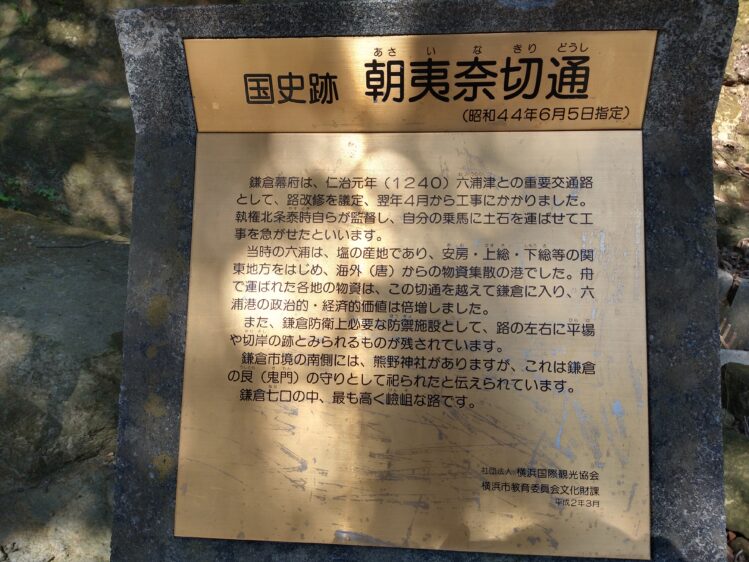 あさ い な きり どうし
国史跡 朝夷奈切通
（昭和44年6月5日指定）
鎌倉幕府は、仁治元年（1240）六浦津との重要交通路
として、路改修を議定、翌年4月から工事にかかりました。
執権北条泰時自らが監督し、自分の乗馬に土石を運ばせて工
事を急がせたといいます。
当時の六浦は、塩の産地であり、安房・上総・下総等の関
東地方をはじめ、海外（唐）からの物資集散の港でした。舟
で運ばれた各地の物資は、この切通を越えて鎌倉に入り、六
浦港の政治的・経済的価値は倍増しました。
また、鎌倉防衛上必要な防禦施設として、路の左右に平場
や切岸の跡とみられるものが残されています。
鎌倉市境の南側には、熊野神社がありますが、これは鎌倉
の艮（鬼門）の守りとして祀られたと伝えられています。
鎌倉七口の中、最も高く嶮岨な路です。
社団法人 横浜国際観光協会
横浜市教育委員会文化財課
平成2年3月